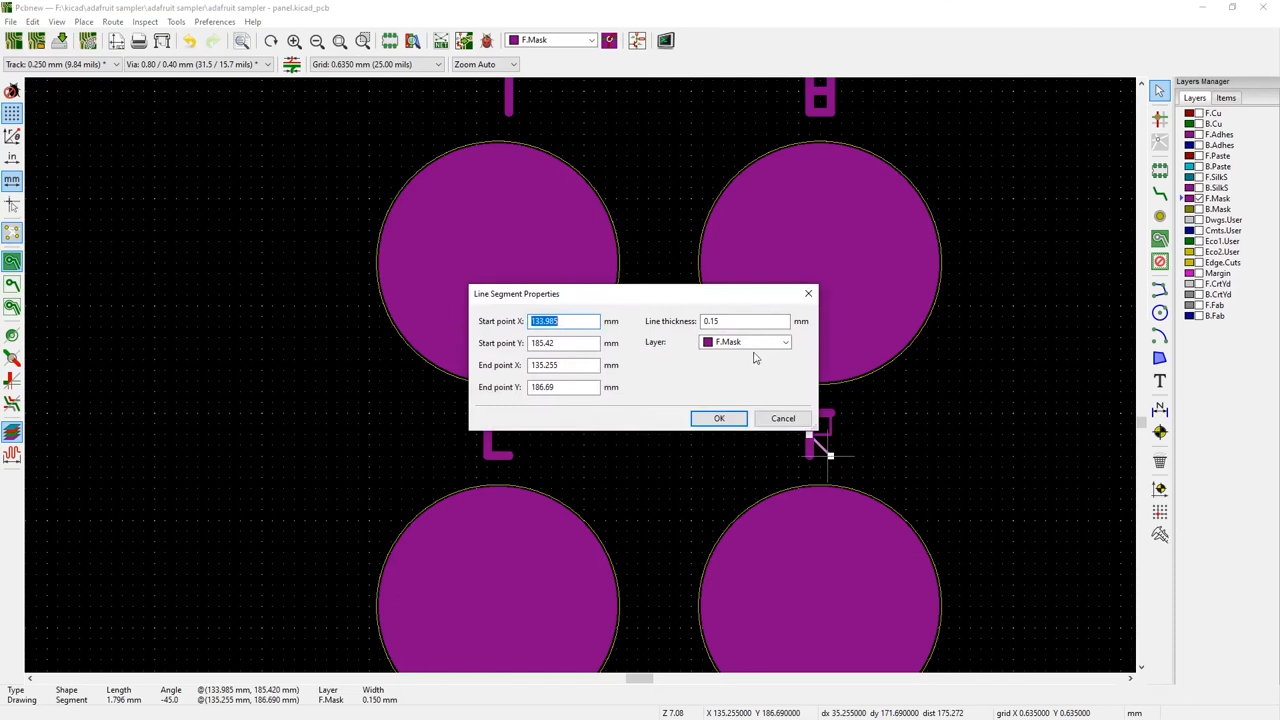 Pcbnew — F:\kicad\adafruit sampler\adafruit sampler\adafruit sampler - panel.kicad_pcb
File Edit View Place Route Inspect Tools Preferences Help
NET F.Mask
Track: 0.250 mm (9.84 mils) * Via: 0.80 / 0.40 mm (31.5 / 15.7 mils) * Grid: 0.6350 mm (25.00 mils) Zoom Auto
in
mm
T B
L R
Line Segment Properties
Start point X: 133.985 mm Line thickness: 0.15 mm
Start point Y: 185.42 mm Layer: F.Mask
End point X: 135.255 mm
End point Y: 186.69 mm
OK Cancel
Layers Manager
Layers Items
F.Cu
B.Cu
F.Adhes
B.Adhes
F.Paste
B.Paste
F.SilkS
B.SilkS
F.Mask
B.Mask
Dwgs.User
Cmts.User
Eco1.User
Eco2.User
Edge.Cuts
Margin
F.CrtYd
B.CrtYd
F.Fab
B.Fab
Type Shape Length Angle @(133.985 mm, 185.420 mm) Layer Width
Drawing Segment 1.796 mm -45.0 @(135.255 mm, 186.690 mm) F.Mask 0.150 mm
Z 7.08 X 135.255000 Y 186.690000 dx 35.255000 dy 171.690000 dist 175.272 grid X 0.635000 Y 0.635000 mm